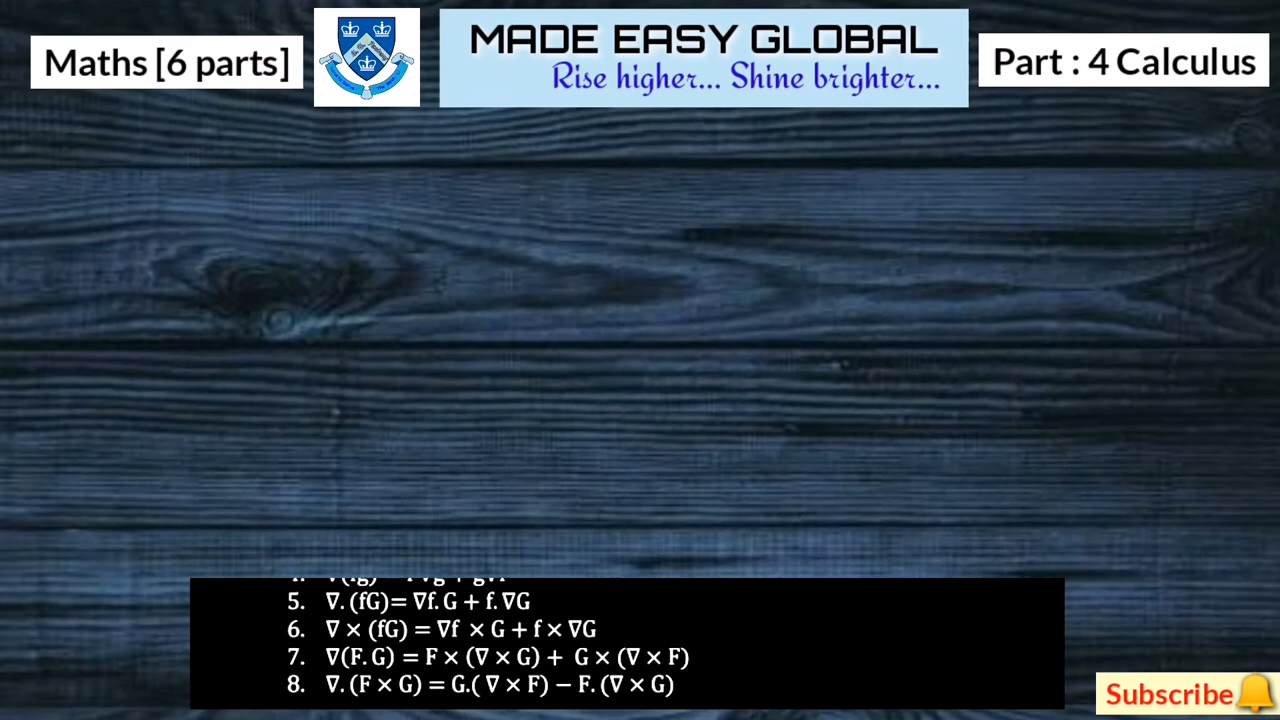 Maths [6 parts]
MADE EASY GLOBAL
Rise higher... Shine brighter...
Part : 4 Calculus
5. ∇. (fG)= ∇f. G + f. ∇G
6. ∇ × (fG) = ∇f × G + f × ∇G
7. ∇(F. G) = F × (∇ × G) + G × (∇ × F)
8. ∇. (F × G) = G.( ∇ × F) − F. (∇ × G)
Subscribe